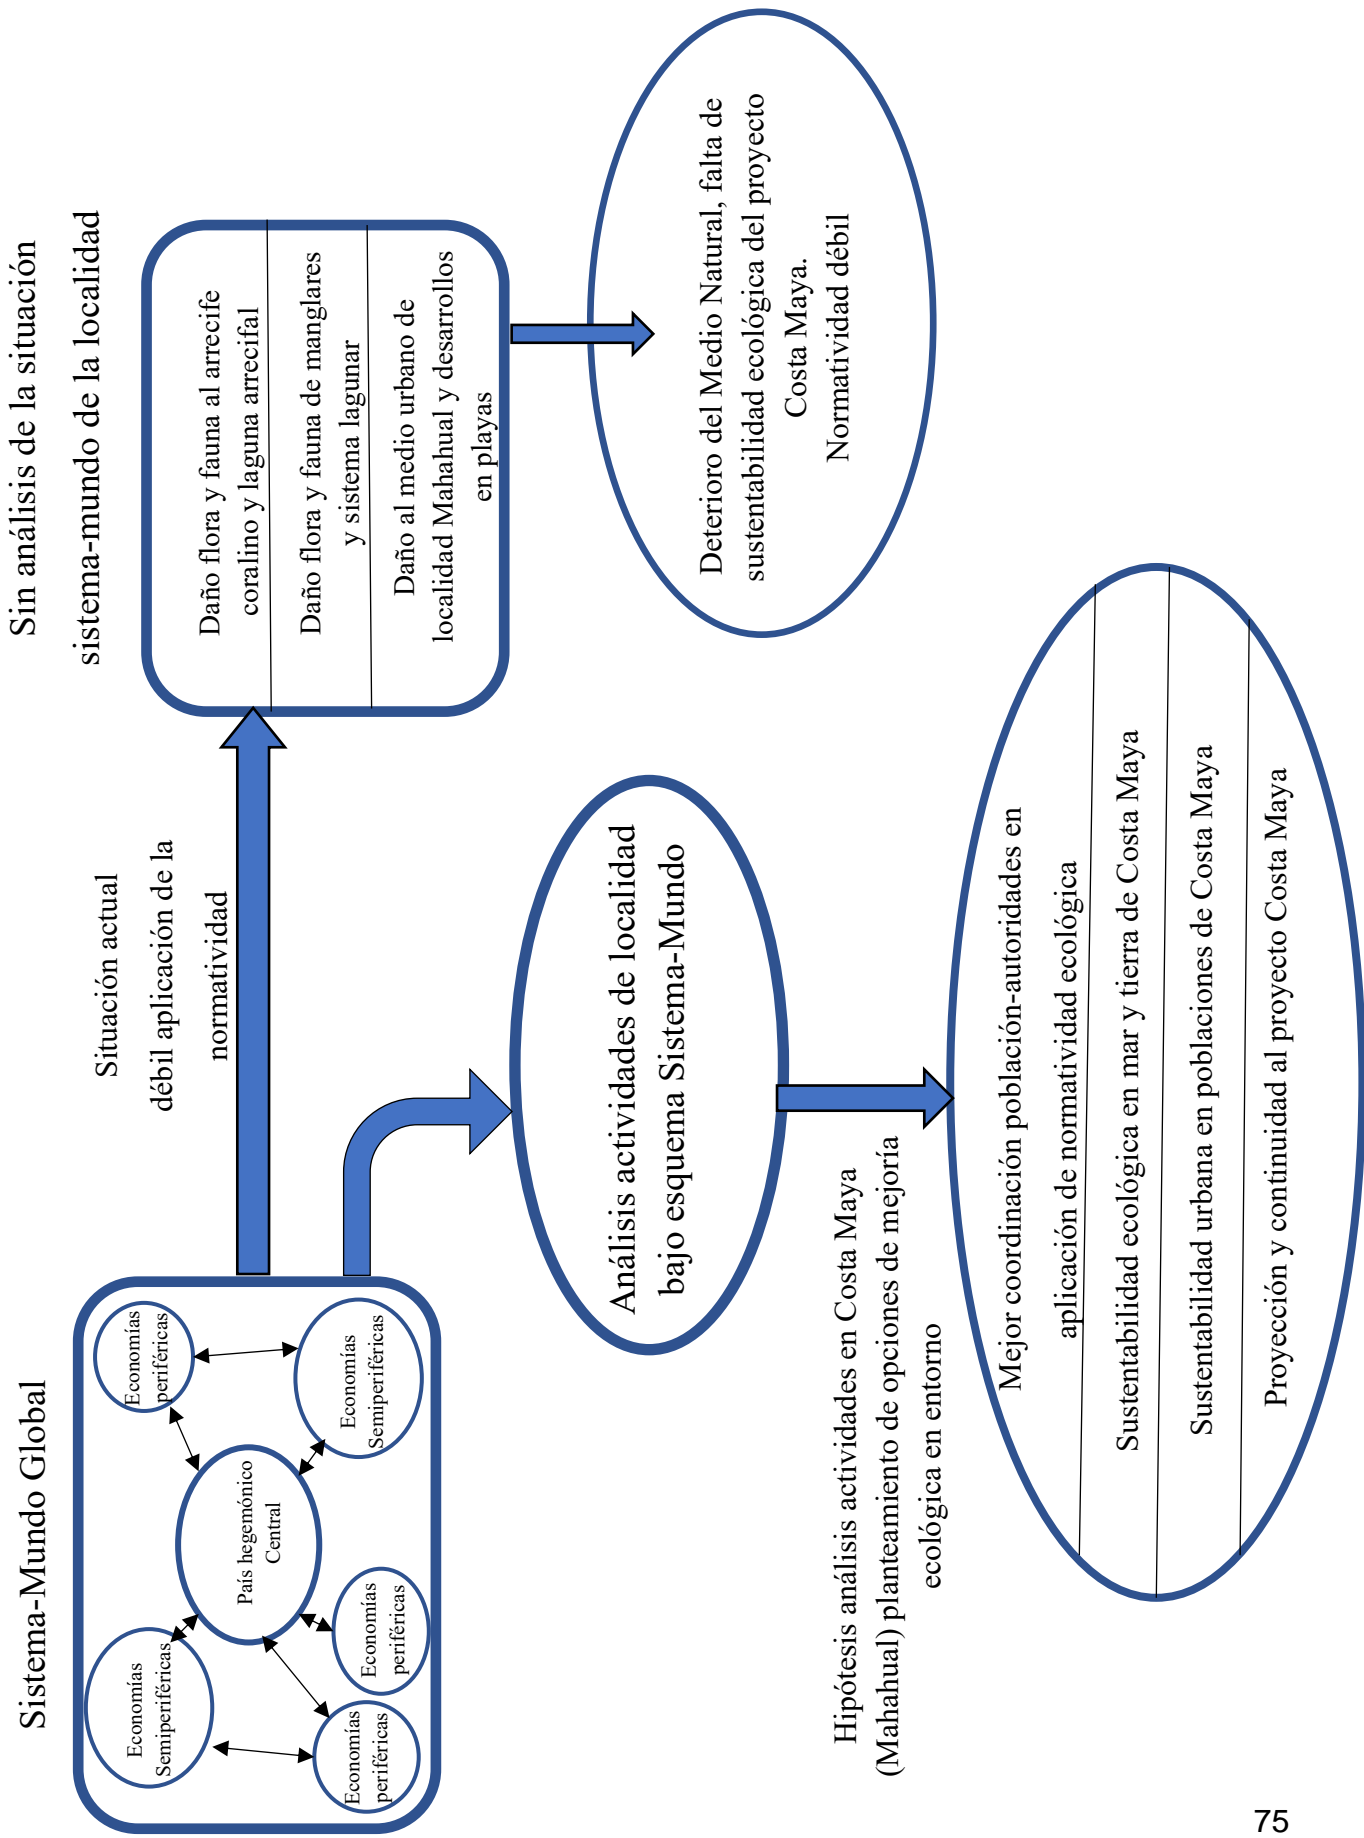 Sistema-Mundo Global
Economías
Semiperiféricas
Economías
periféricas
País hegemónico
Central
Economías
periféricas
Economías
periféricas
Economías
Semiperiféricas
Situación actual
débil aplicación de la
normatividad
Sin análisis de la situación
sistema-mundo de la localidad
Daño flora y fauna al arrecife
coralino y laguna arrecifal
Daño flora y fauna de manglares
y sistema lagunar
Daño al medio urbano de
localidad Mahahual y desarrollos
en playas
Deterioro del Medio Natural, falta de
sustentabilidad ecológica del proyecto
Costa Maya.
Normatividad débil
Análisis actividades de localidad
bajo esquema Sistema-Mundo
Hipótesis análisis actividades en Costa Maya
(Mahahual) planteamiento de opciones de mejoría
ecológica en entorno
Mejor coordinación población-autoridades en
aplicación de normatividad ecológica
Sustentabilidad ecológica en mar y tierra de Costa Maya
Sustentabilidad urbana en poblaciones de Costa Maya
Proyección y continuidad al proyecto Costa Maya
75